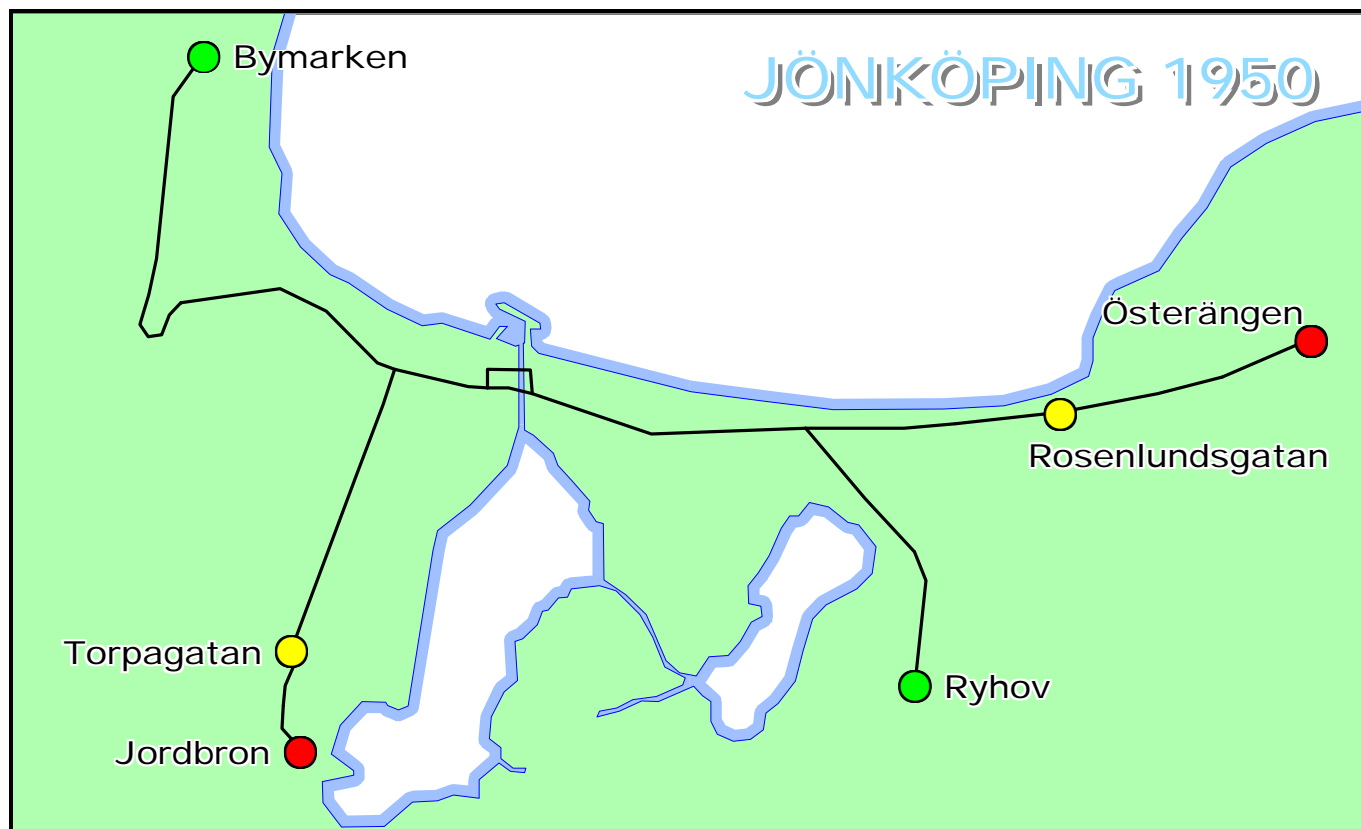 Bymarken
JÖNKÖPING 1950
Österängen
Rosenlundsgatan
Torpagatan
Ryhov
Jordbron